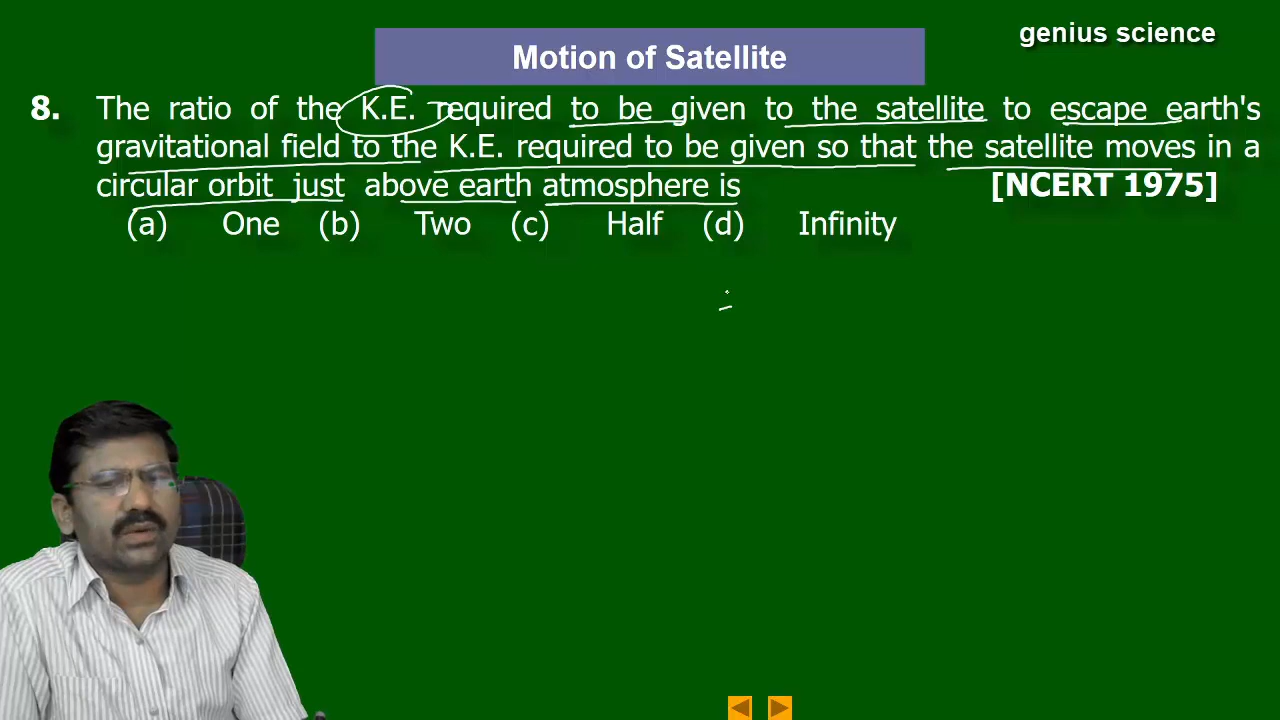 genius science
Motion of Satellite
8. The ratio of the K.E. required to be given to the satellite to escape earth's
gravitational field to the K.E. required to be given so that the satellite moves in a
circular orbit just above earth atmosphere is [NCERT 1975]
(a) One (b) Two (c) Half (d) Infinity